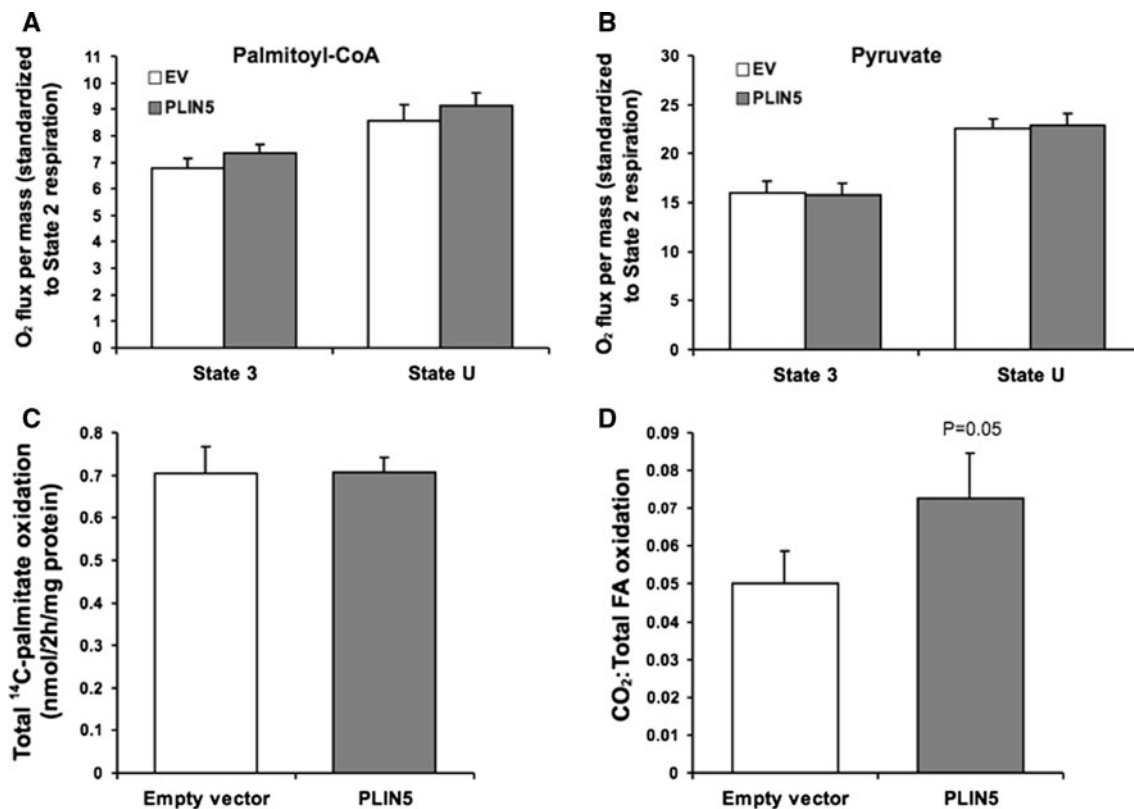 A
Palmitoyl-CoA
EV
PLIN5
O₂ flux per mass (standardized
to State 2 respiration)
11
10
9
8
7
6
5
4
3
2
1
0
State 3
State U
B
Pyruvate
EV
PLIN5
O₂ flux per mass (standardized
to State 2 respiration)
30
25
20
15
10
5
0
State 3
State U
C
Total ¹⁴C-palmitate oxidation
(nmol/2h/mg protein)
0.8
0.7
0.6
0.5
0.4
0.3
0.2
0.1
0
Empty vector
PLIN5
D
P=0.05
CO₂:Total FA oxidation
0.09
0.08
0.07
0.06
0.05
0.04
0.03
0.02
0.01
0
Empty vector
PLIN5